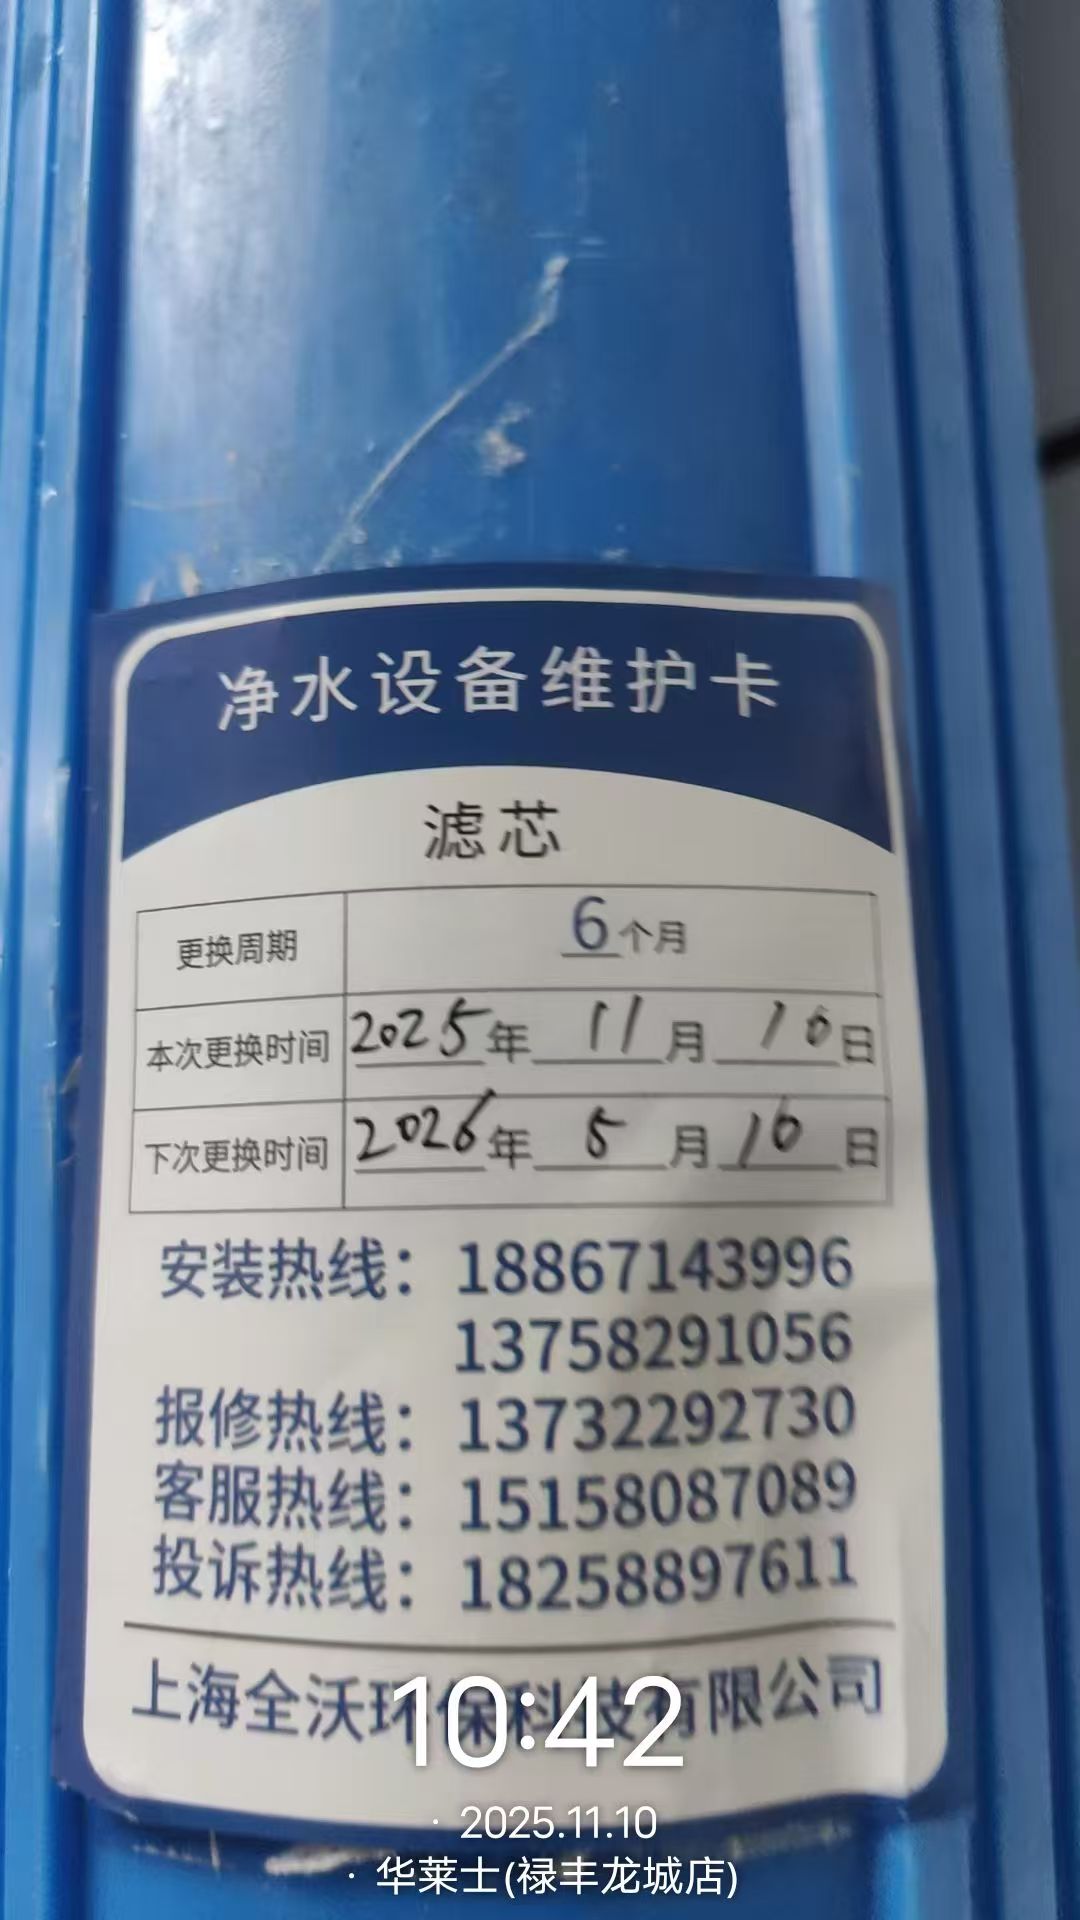 净水设备维护卡
滤芯
更换周期 6个月
本次更换时间 2025年 11月 10日
下次更换时间 2026年 5月 10日
安装热线：18867143996
13758291056
报修热线：13732292730
客服热线：15158087089
投诉热线：18258897611
上海全沃环保科技有限公司
10:42
· 2025.11.10
· 华莱士(禄丰龙城店)